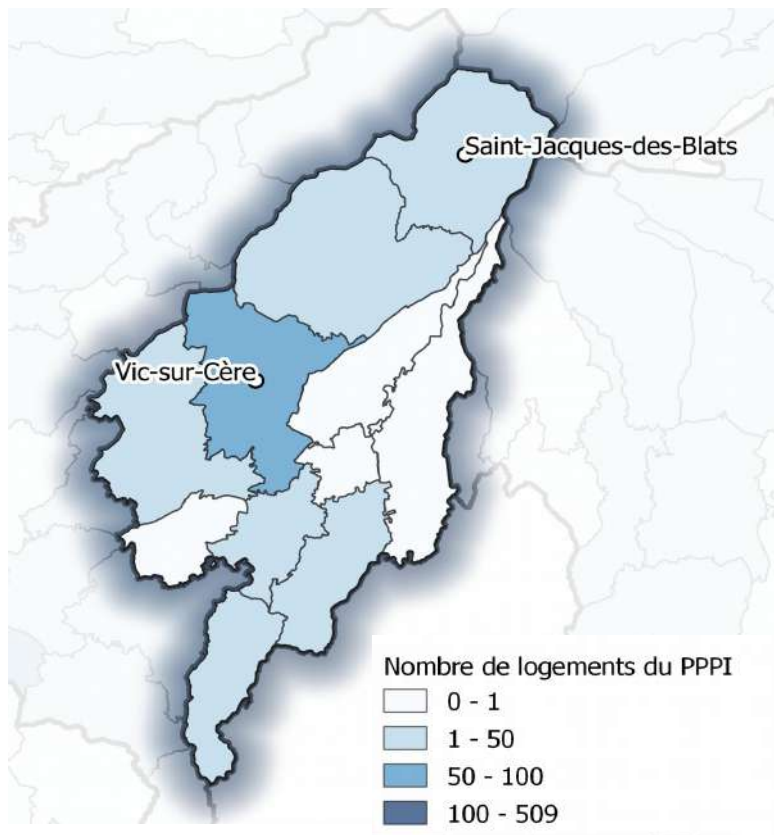 Saint-Jacques-des-Blats
Vic-sur-Cère
Nombre de logements du PPPI
0 - 1
1 - 50
50 - 100
100 - 509